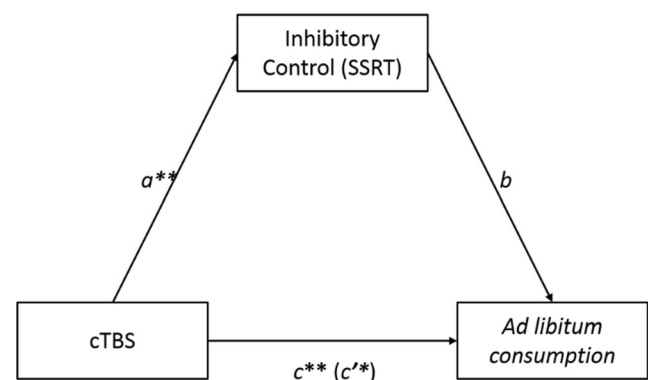 Inhibitory
Control (SSRT)
a**
b
cTBS
Ad libitum
consumption
c** (c’*)